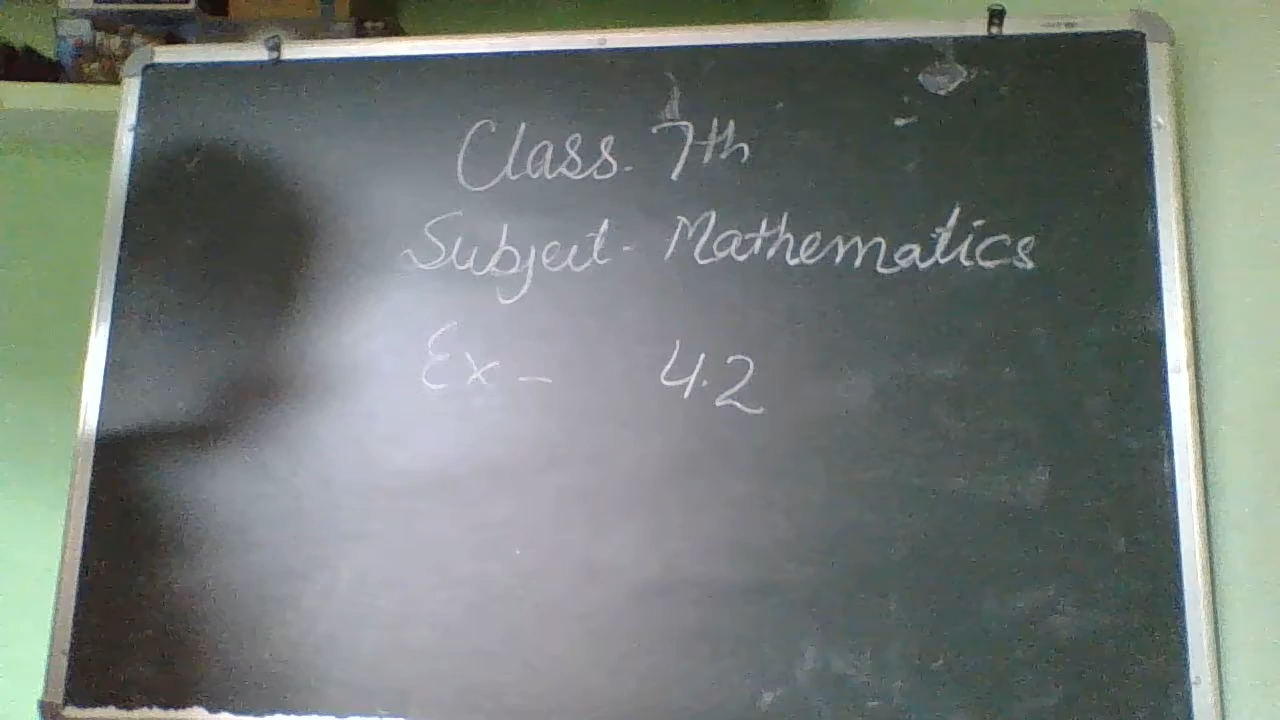 Class. 7th
Subject - Mathematics
Ex - 4.2